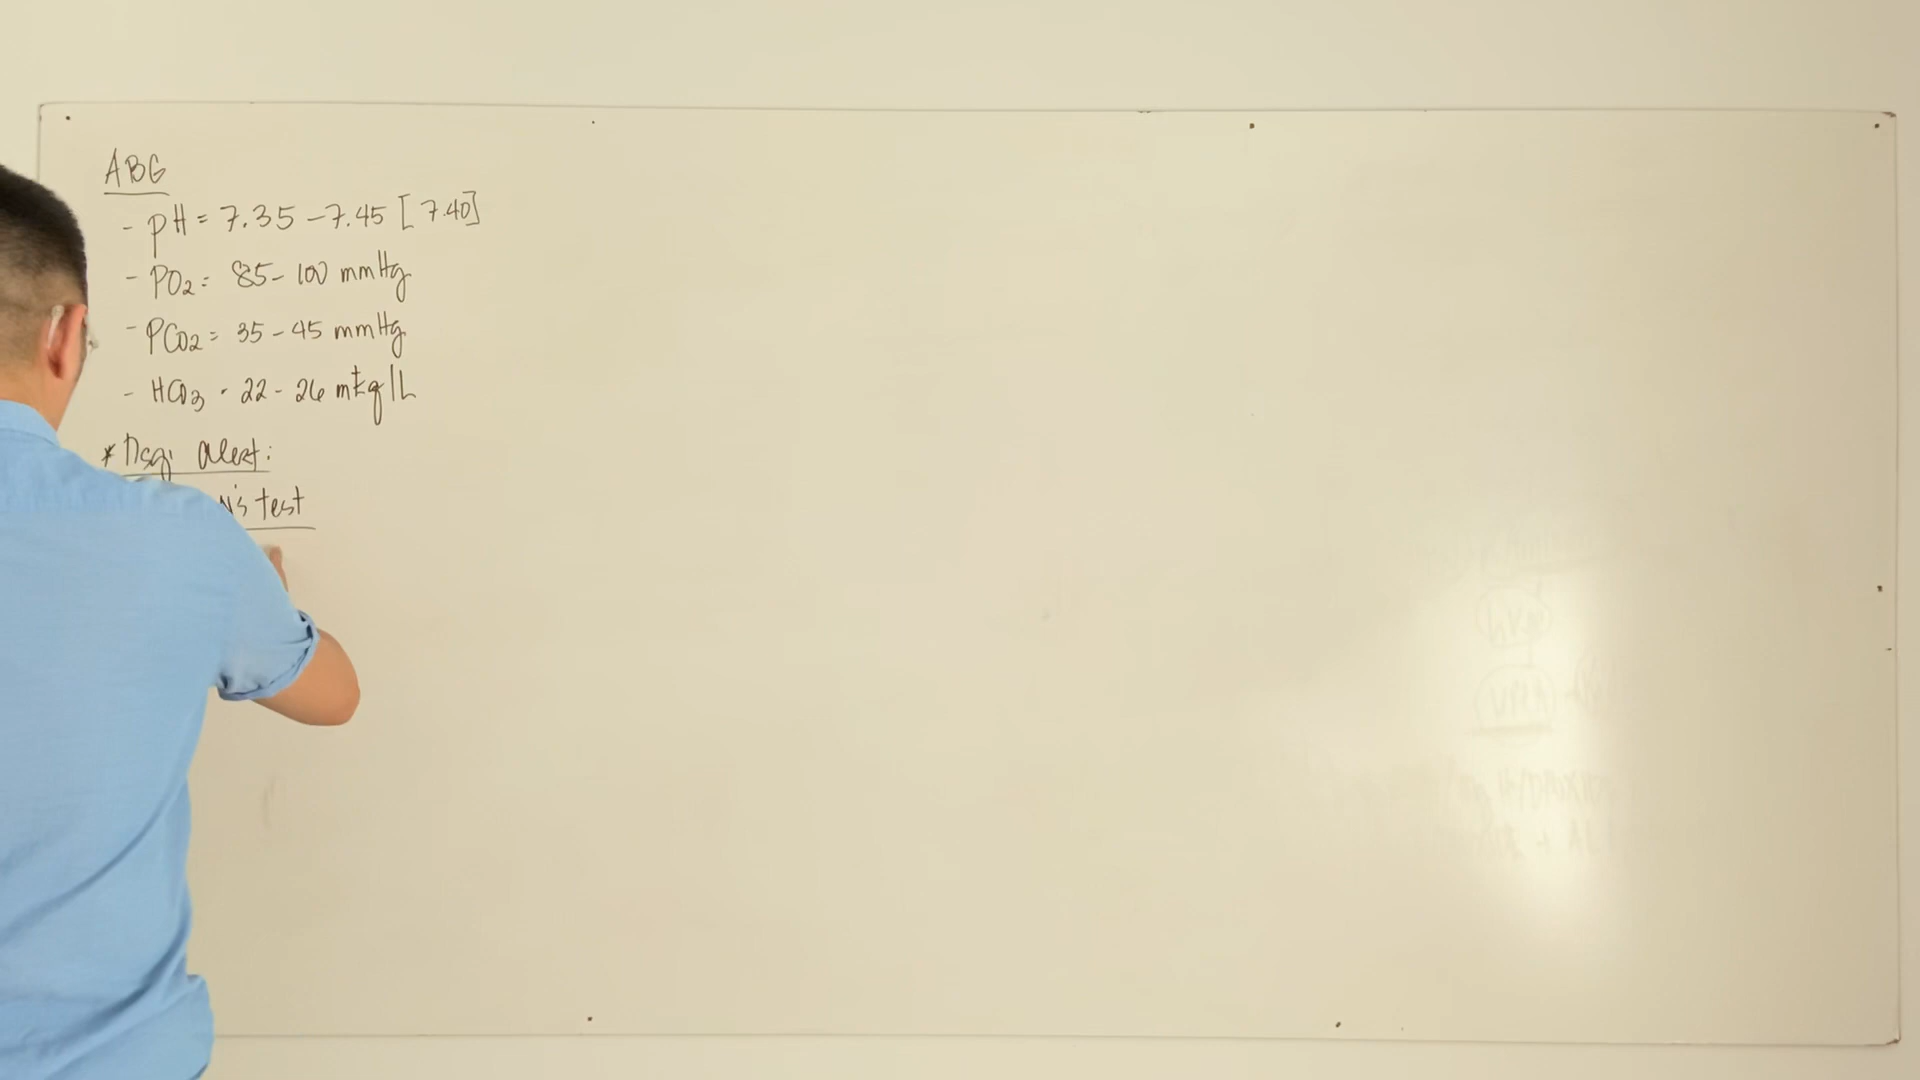 ABG
- pH = 7.35 - 7.45 [7.40]
- PO2 = 85 - 100 mmHg
- PCO2 = 35 - 45 mmHg
- HCO3 - 22 - 26 mEq/L
* Nsg. alert:
N's test